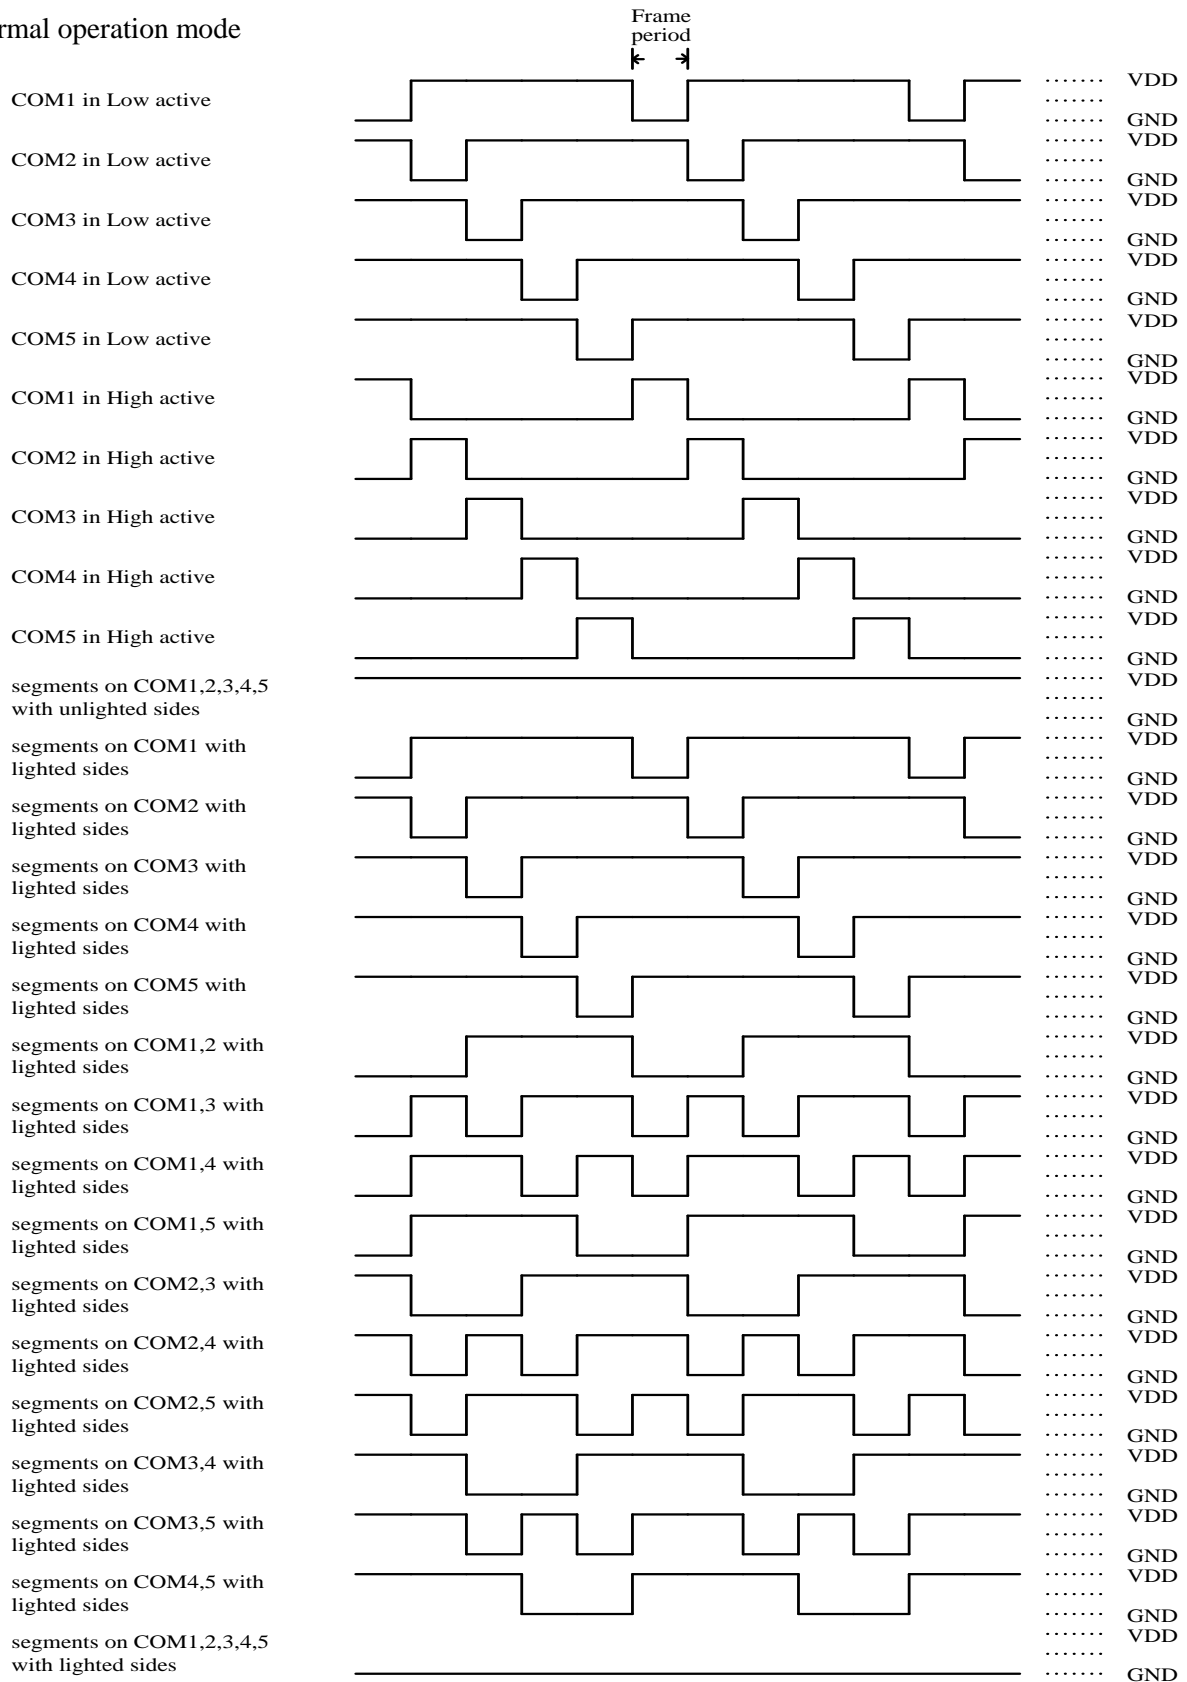 rmal operation mode
Frame
period
COM1 in Low active
VDD
GND
COM2 in Low active
VDD
GND
COM3 in Low active
VDD
GND
COM4 in Low active
VDD
GND
COM5 in Low active
VDD
GND
COM1 in High active
VDD
GND
COM2 in High active
VDD
GND
COM3 in High active
VDD
GND
COM4 in High active
VDD
GND
COM5 in High active
VDD
GND
segments on COM1,2,3,4,5
with unlighted sides
VDD
GND
segments on COM1 with
lighted sides
VDD
GND
segments on COM2 with
lighted sides
VDD
GND
segments on COM3 with
lighted sides
VDD
GND
segments on COM4 with
lighted sides
VDD
GND
segments on COM5 with
lighted sides
VDD
GND
segments on COM1,2 with
lighted sides
VDD
GND
segments on COM1,3 with
lighted sides
VDD
GND
segments on COM1,4 with
lighted sides
VDD
GND
segments on COM1,5 with
lighted sides
VDD
GND
segments on COM2,3 with
lighted sides
VDD
GND
segments on COM2,4 with
lighted sides
VDD
GND
segments on COM2,5 with
lighted sides
VDD
GND
segments on COM3,4 with
lighted sides
VDD
GND
segments on COM3,5 with
lighted sides
VDD
GND
segments on COM4,5 with
lighted sides
VDD
GND
segments on COM1,2,3,4,5
with lighted sides
VDD
GND